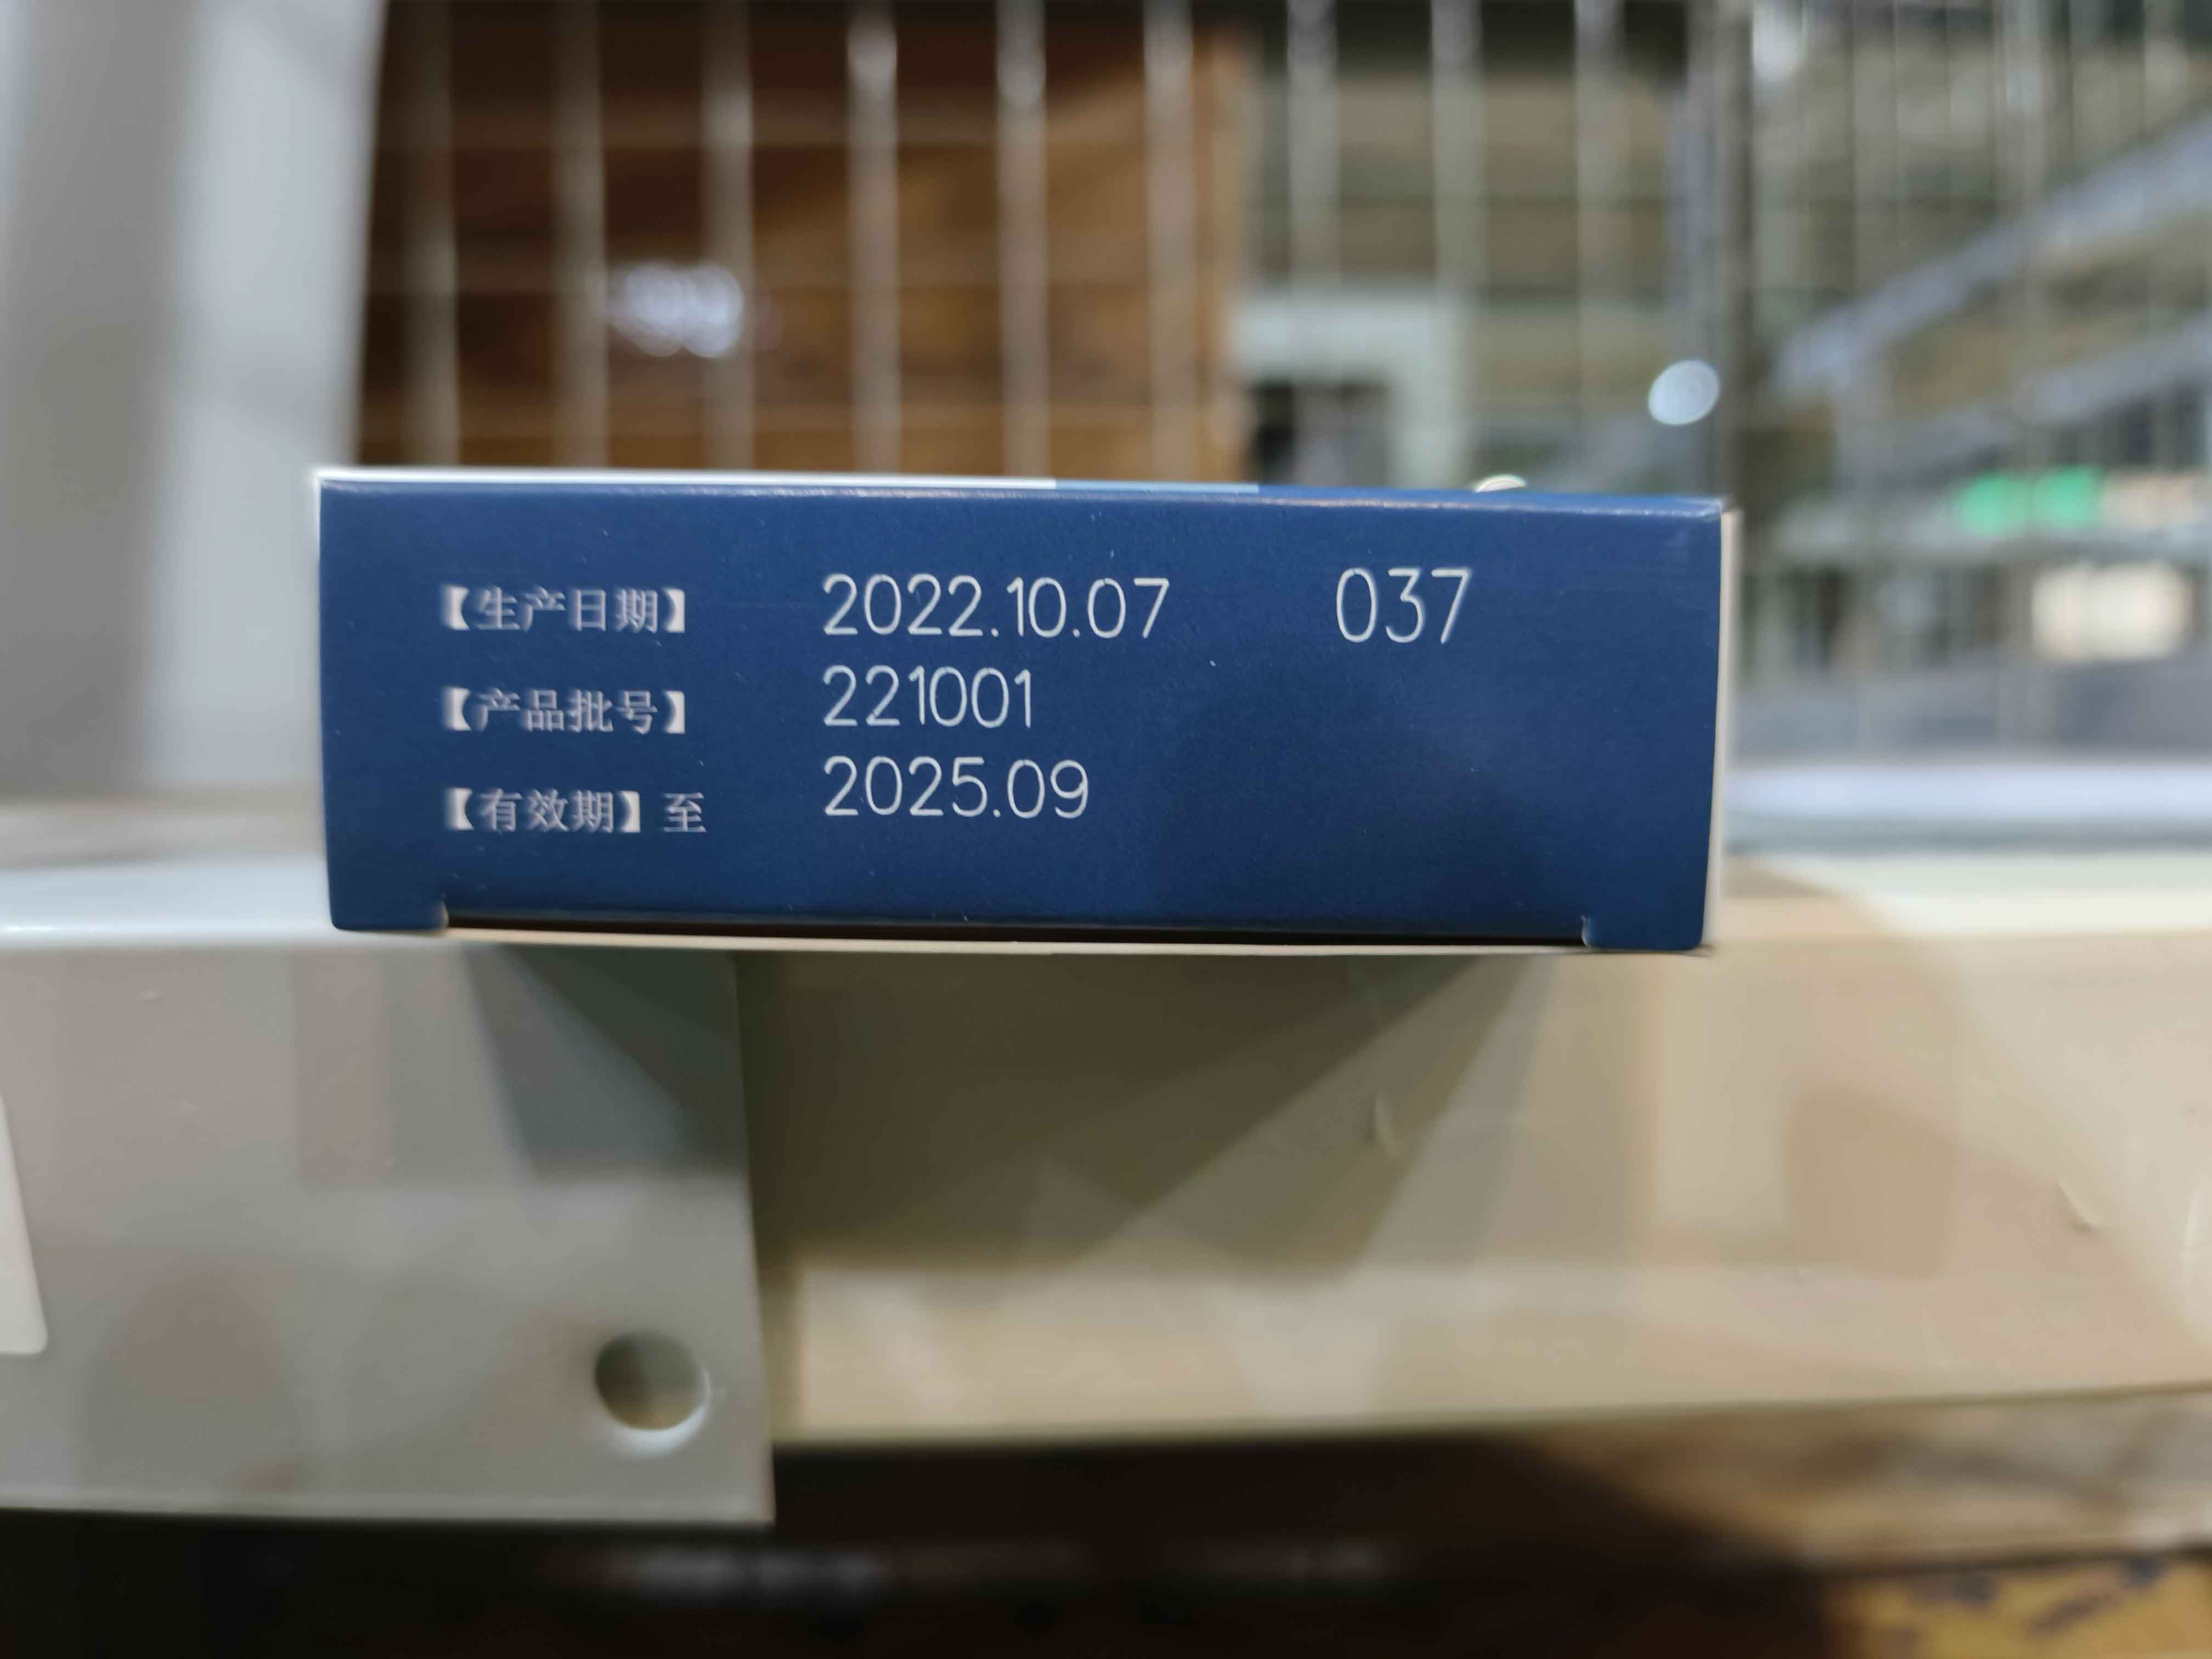 【生产日期】 2022.10.07 037
【产品批号】 221001
【有效期】至 2025.09